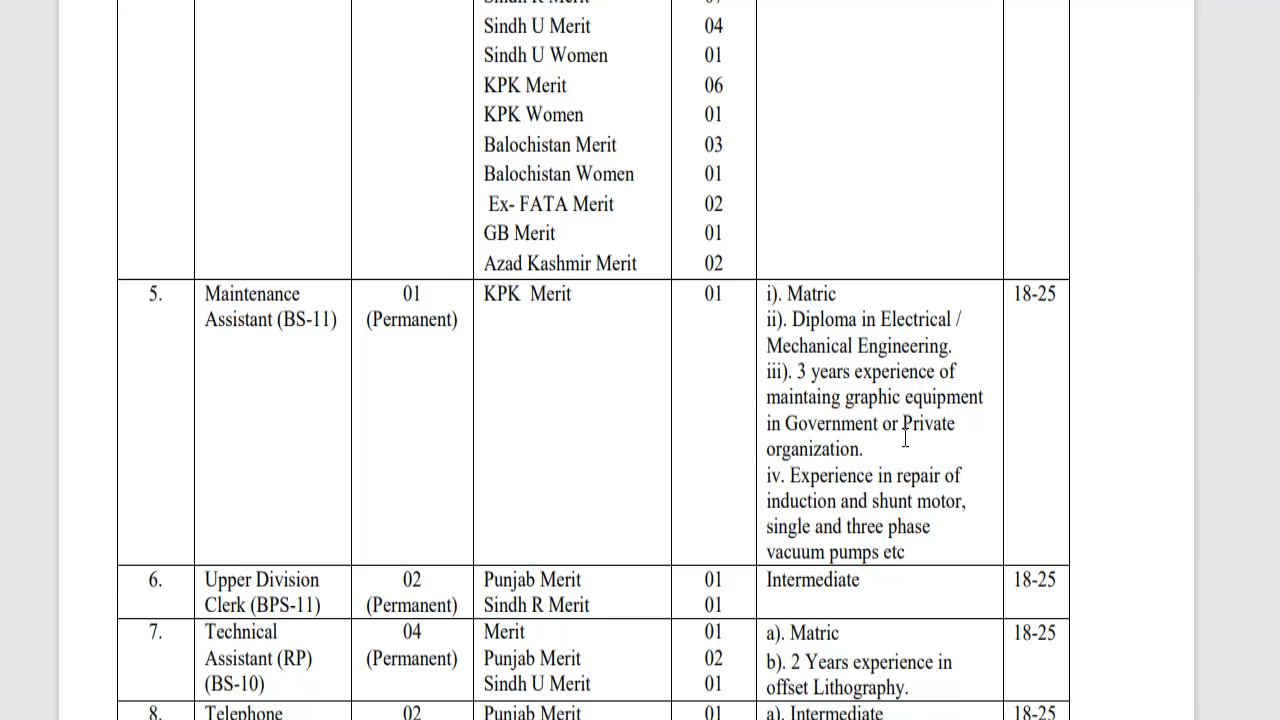 Sindh R Merit 07
Sindh U Merit 04
Sindh U Women 01
KPK Merit 06
KPK Women 01
Balochistan Merit 03
Balochistan Women 01
Ex- FATA Merit 02
GB Merit 01
Azad Kashmir Merit 02
5. Maintenance 01 KPK Merit 01 i). Matric 18-25
Assistant (BS-11) (Permanent) ii). Diploma in Electrical /
Mechanical Engineering.
iii). 3 years experience of
maintaing graphic equipment
in Government or Private
organization.
iv. Experience in repair of
induction and shunt motor,
single and three phase
vacuum pumps etc
6. Upper Division 02 Punjab Merit 01 Intermediate 18-25
Clerk (BPS-11) (Permanent) Sindh R Merit 01
7. Technical 04 Merit 01 a). Matric 18-25
Assistant (RP) (Permanent) Punjab Merit 02 b). 2 Years experience in
(BS-10) Sindh U Merit 01 offset Lithography.
8. Telephone 02 Punjab Merit 01 a). Intermediate 18-25